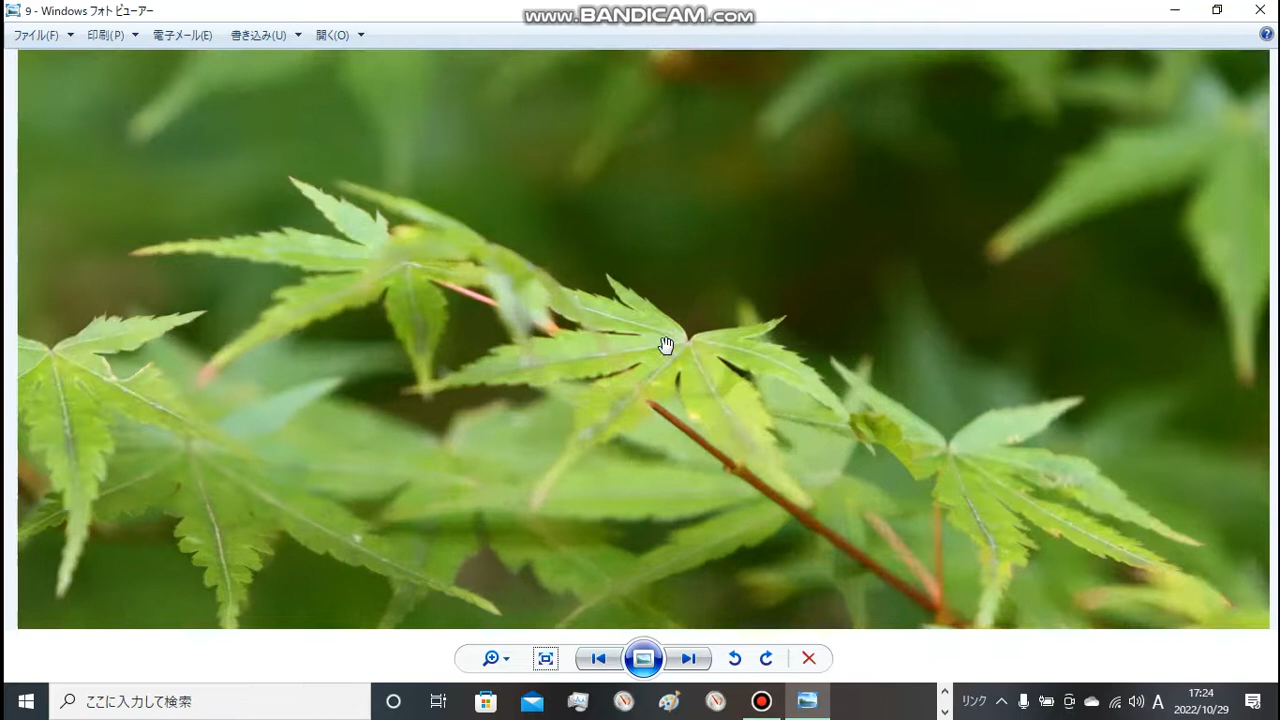 9 - Windows フォト ビューアー
www.BANDICAM.com
ファイル(F) 印刷(P) 電子メール(E) 書き込み(U) 開く(O)
ここに入力して検索
リンク
A
17:24
2022/10/29